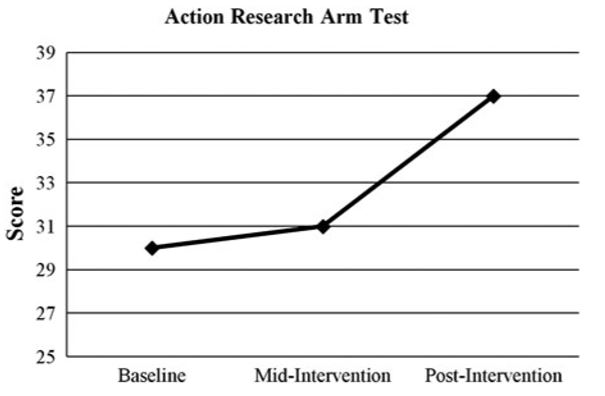 Action Research Arm Test
39
37
35
33
31
29
27
25
Score
Baseline
Mid-Intervention
Post-Intervention